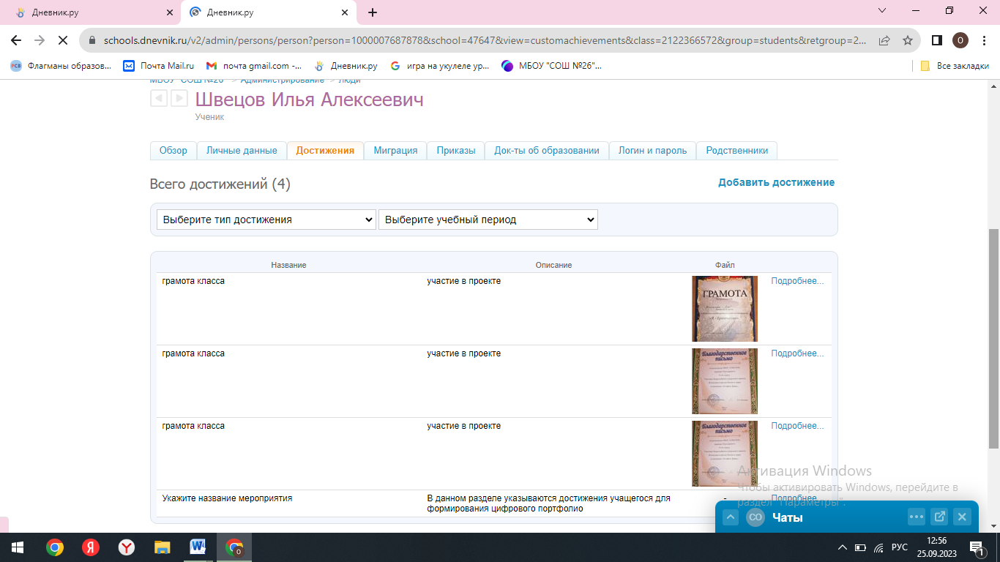 Дневник.ру
Дневник.ру
schools.dnevnik.ru/v2/admin/persons/person?person=1000007687878&school=47647&view=customachievements&class=2122366572&group=students&retgroup=2...
О
Флагманы образов...
Почта Mail.ru
почта gmail.com -...
Дневник.ру
игра на укулеле ур...
МБОУ "СОШ №26"...
Все закладки
МБОУ "СОШ №26" > Администрирование > Люди
Швецов Илья Алексеевич
Ученик
Обзор
Личные данные
Достижения
Миграция
Приказы
Док-ты об образовании
Логин и пароль
Родственники
Всего достижений (4)
Добавить достижение
Выберите тип достижения
Выберите учебный период
Название
Описание
Файл
грамота класса
участие в проекте
ГРАМОТА
Подробнее...
грамота класса
участие в проекте
Благодарственное
письмо
Подробнее...
грамота класса
участие в проекте
Благодарственное
письмо
Подробнее...
Укажите название мероприятия
В данном разделе указываются достижения учащегося для
формирования цифрового портфолио
-
Подробнее...
Активация Windows
Чтобы активировать Windows, перейдите в
раздел "Параметры".
СО
Чаты
РУС
12:56
25.09.2023
1